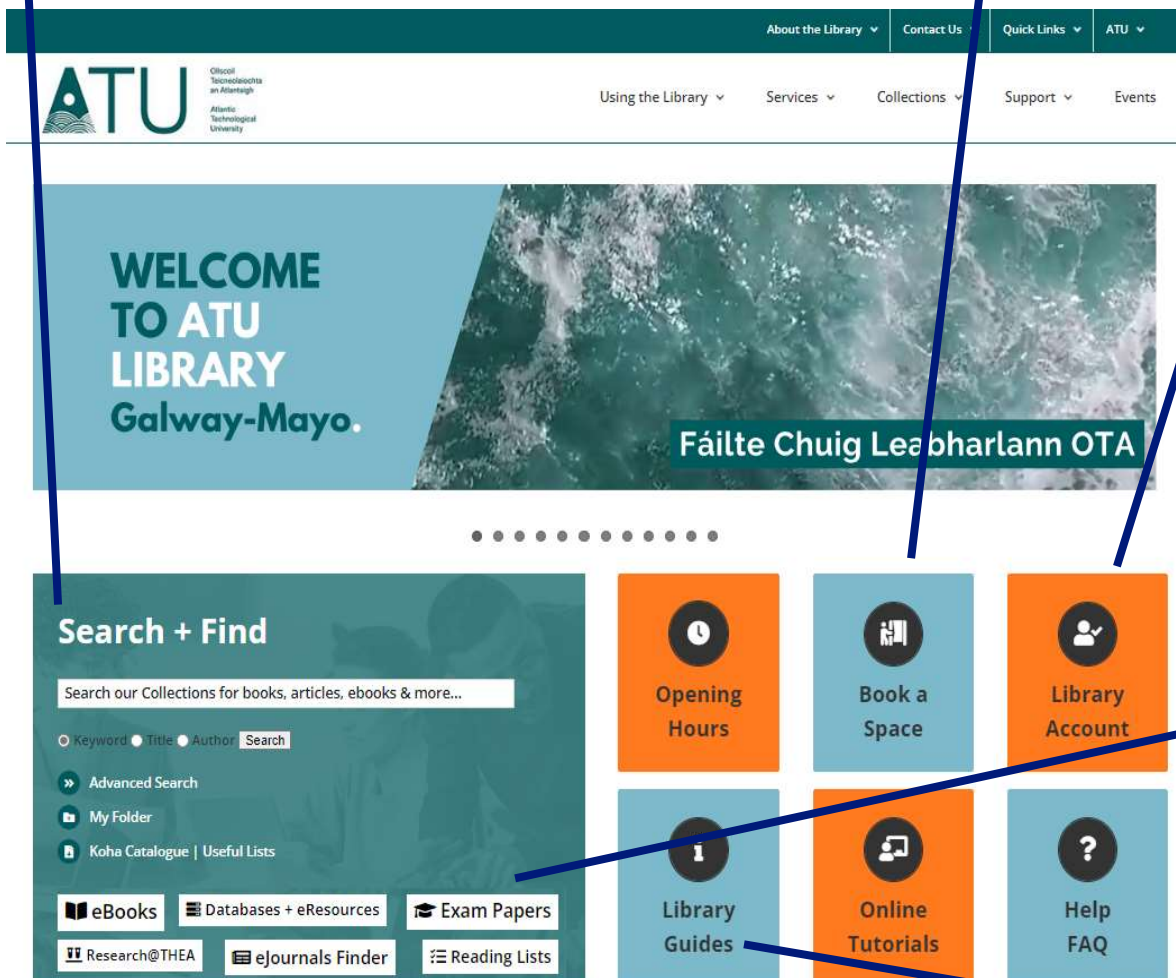 About the Library
Contact Us
Quick Links
ATU
ATU
Ollscoil
Teicneolaíochta
an Atlantaigh
Atlantic
Technological
University
Using the Library
Services
Collections
Support
Events
WELCOME
TO ATU
LIBRARY
Galway-Mayo.
Fáilte Chuig Leabharlann OTA
Search + Find
Search our Collections for books, articles, ebooks & more...
Keyword Title Author Search
Advanced Search
My Folder
Koha Catalogue | Useful Lists
eBooks
Databases + eResources
Exam Papers
Research@THEA
eJournals Finder
Reading Lists
Opening
Hours
Book a
Space
Library
Account
Library
Guides
Online
Tutorials
Help
FAQ